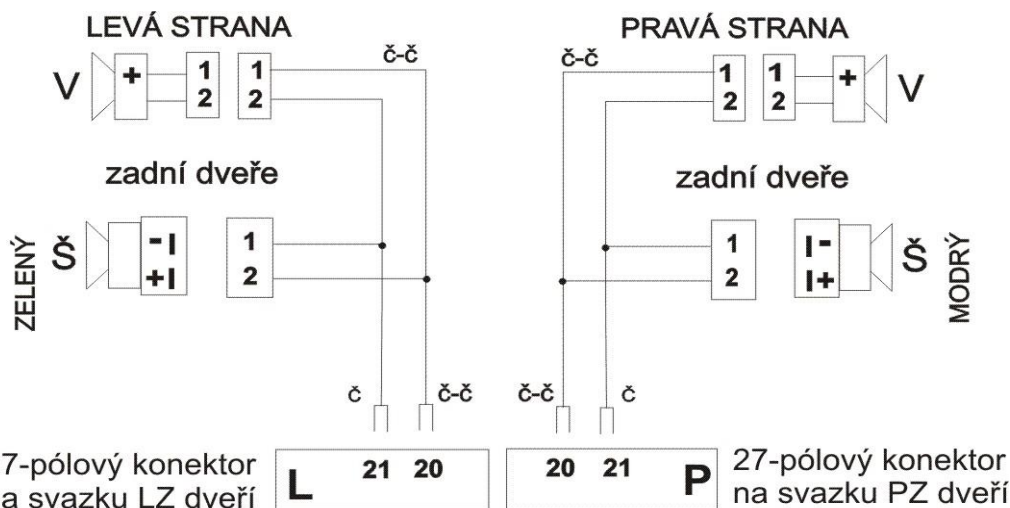 LEVÁ STRANA
č-č
V
+
1
2
1
2
zadní dveře
ZELENÝ
Š
-
+
1
2
č
č-č
7-pólový konektor
a svazku LZ dveří
L
21 20
PRAVÁ STRANA
č-č
1
2
1
2
+
V
zadní dveře
1
2
-
+
Š
MODRÝ
č-č
č
20 21
P
27-pólový konektor
na svazku PZ dveří